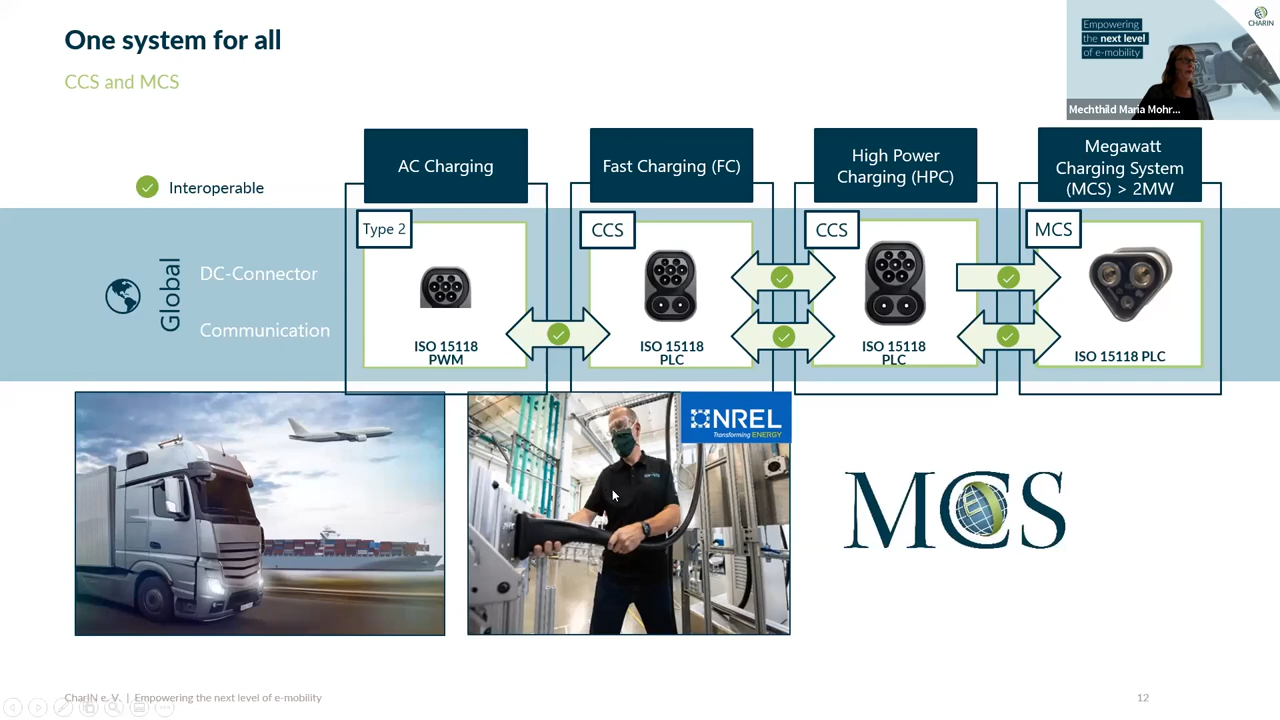 One system for all
CCS and MCS
Empowering
the next level
of e-mobility
CHARIN
Mechthild Maria Mohr...
AC Charging
Fast Charging (FC)
High Power
Charging (HPC)
Megawatt
Charging System
(MCS) > 2MW
Interoperable
Type 2
CCS
CCS
MCS
Global
DC-Connector
Communication
ISO 15118
PWM
ISO 15118
PLC
ISO 15118
PLC
ISO 15118 PLC
NREL
Transforming ENERGY
MCS
CharIN e. V. | Empowering the next level of e-mobility
12